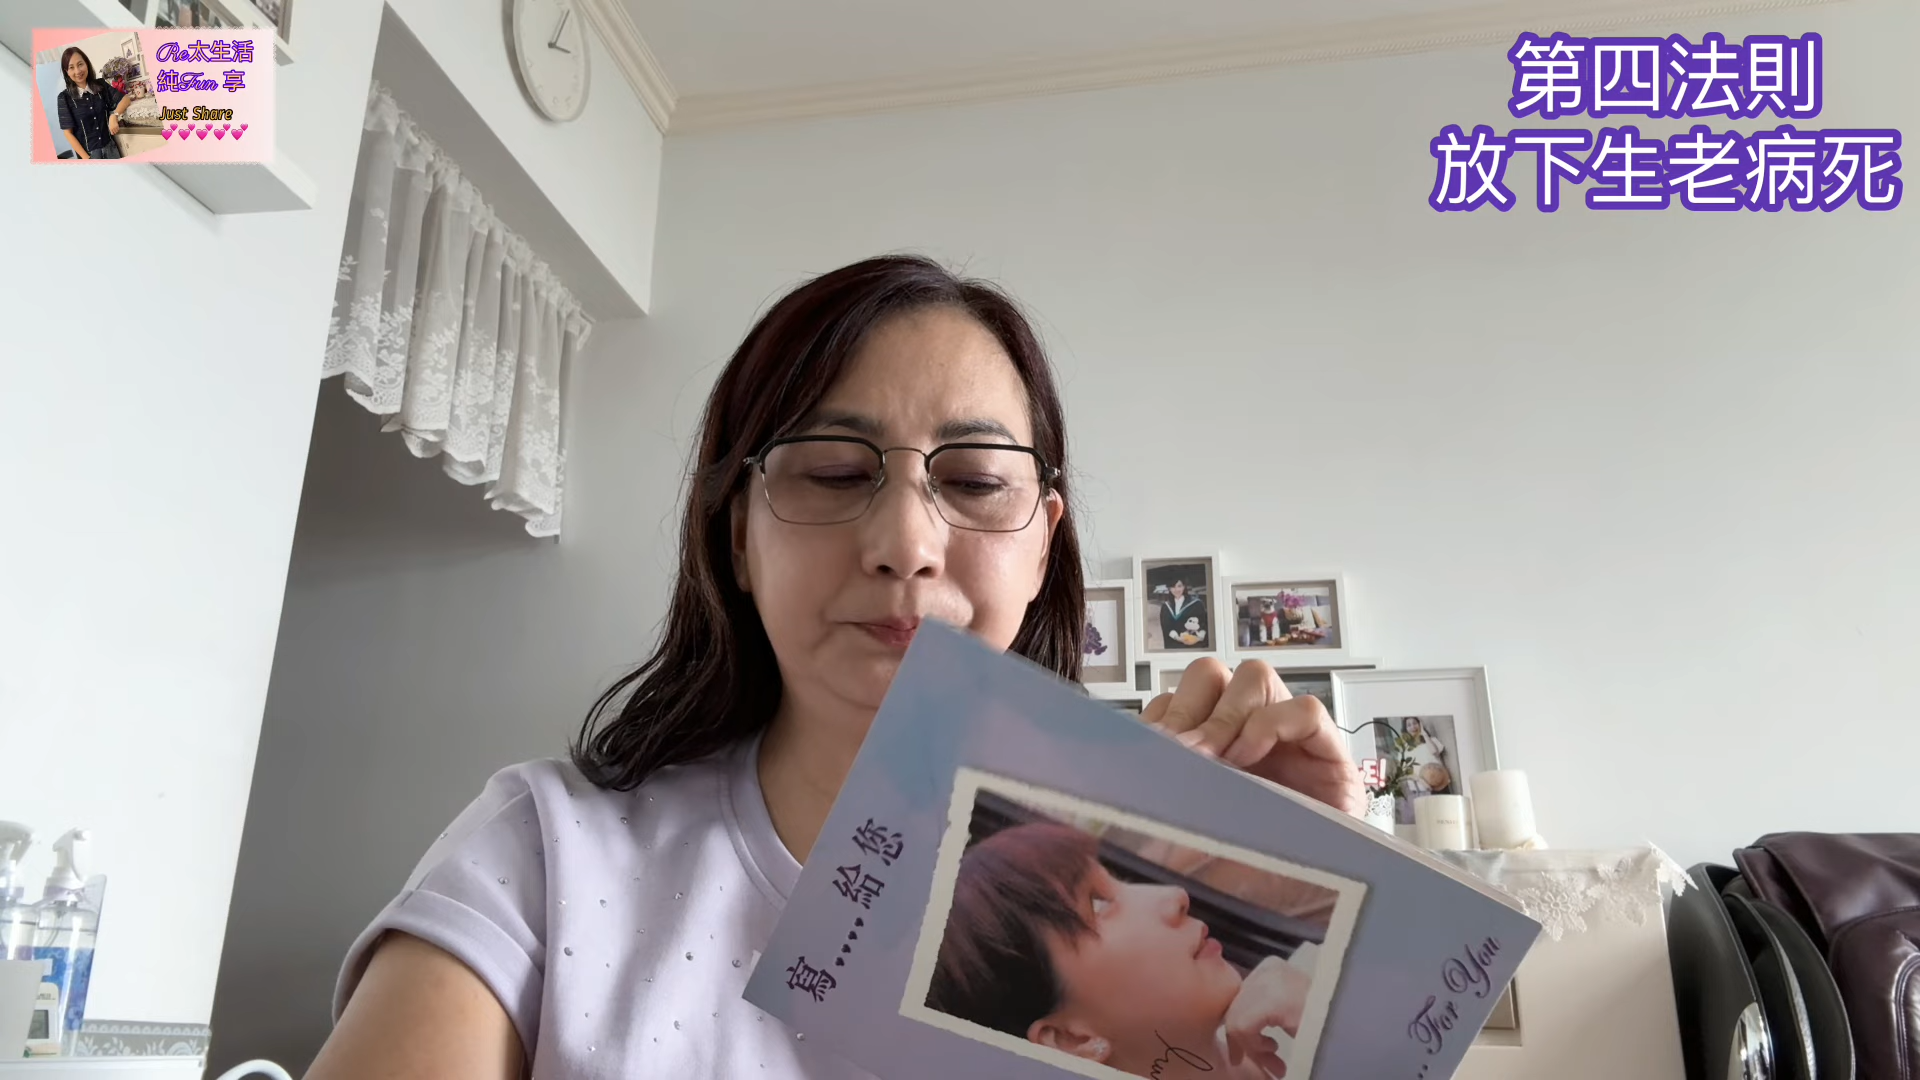 Re太生活
純Fun 享
Just Share
第四法則
放下生老病死
寫....給您
..For You